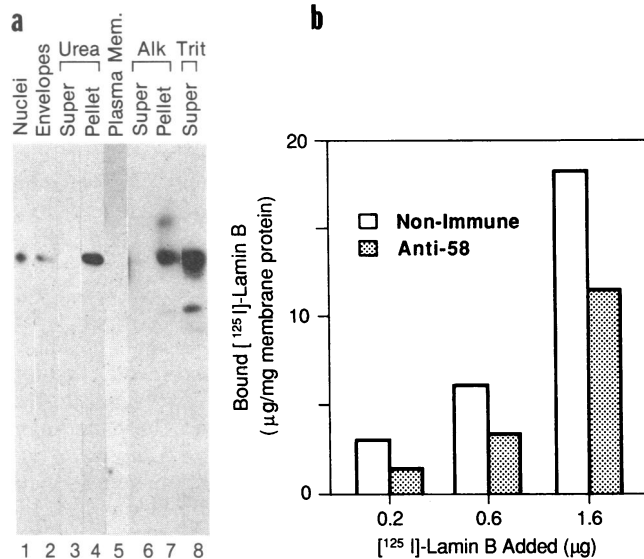 a
Nuclei
Envelopes
Urea
Super
Pellet
Plasma Mem.
Alk
Super
Pellet
Trit
Super
1 2 3 4 5 6 7 8
b
Bound [¹²⁵I]-Lamin B
(µg/mg membrane protein)
20
10
0
Non-Immune
Anti-58
0.2 0.6 1.6
[¹²⁵I]-Lamin B Added (µg)